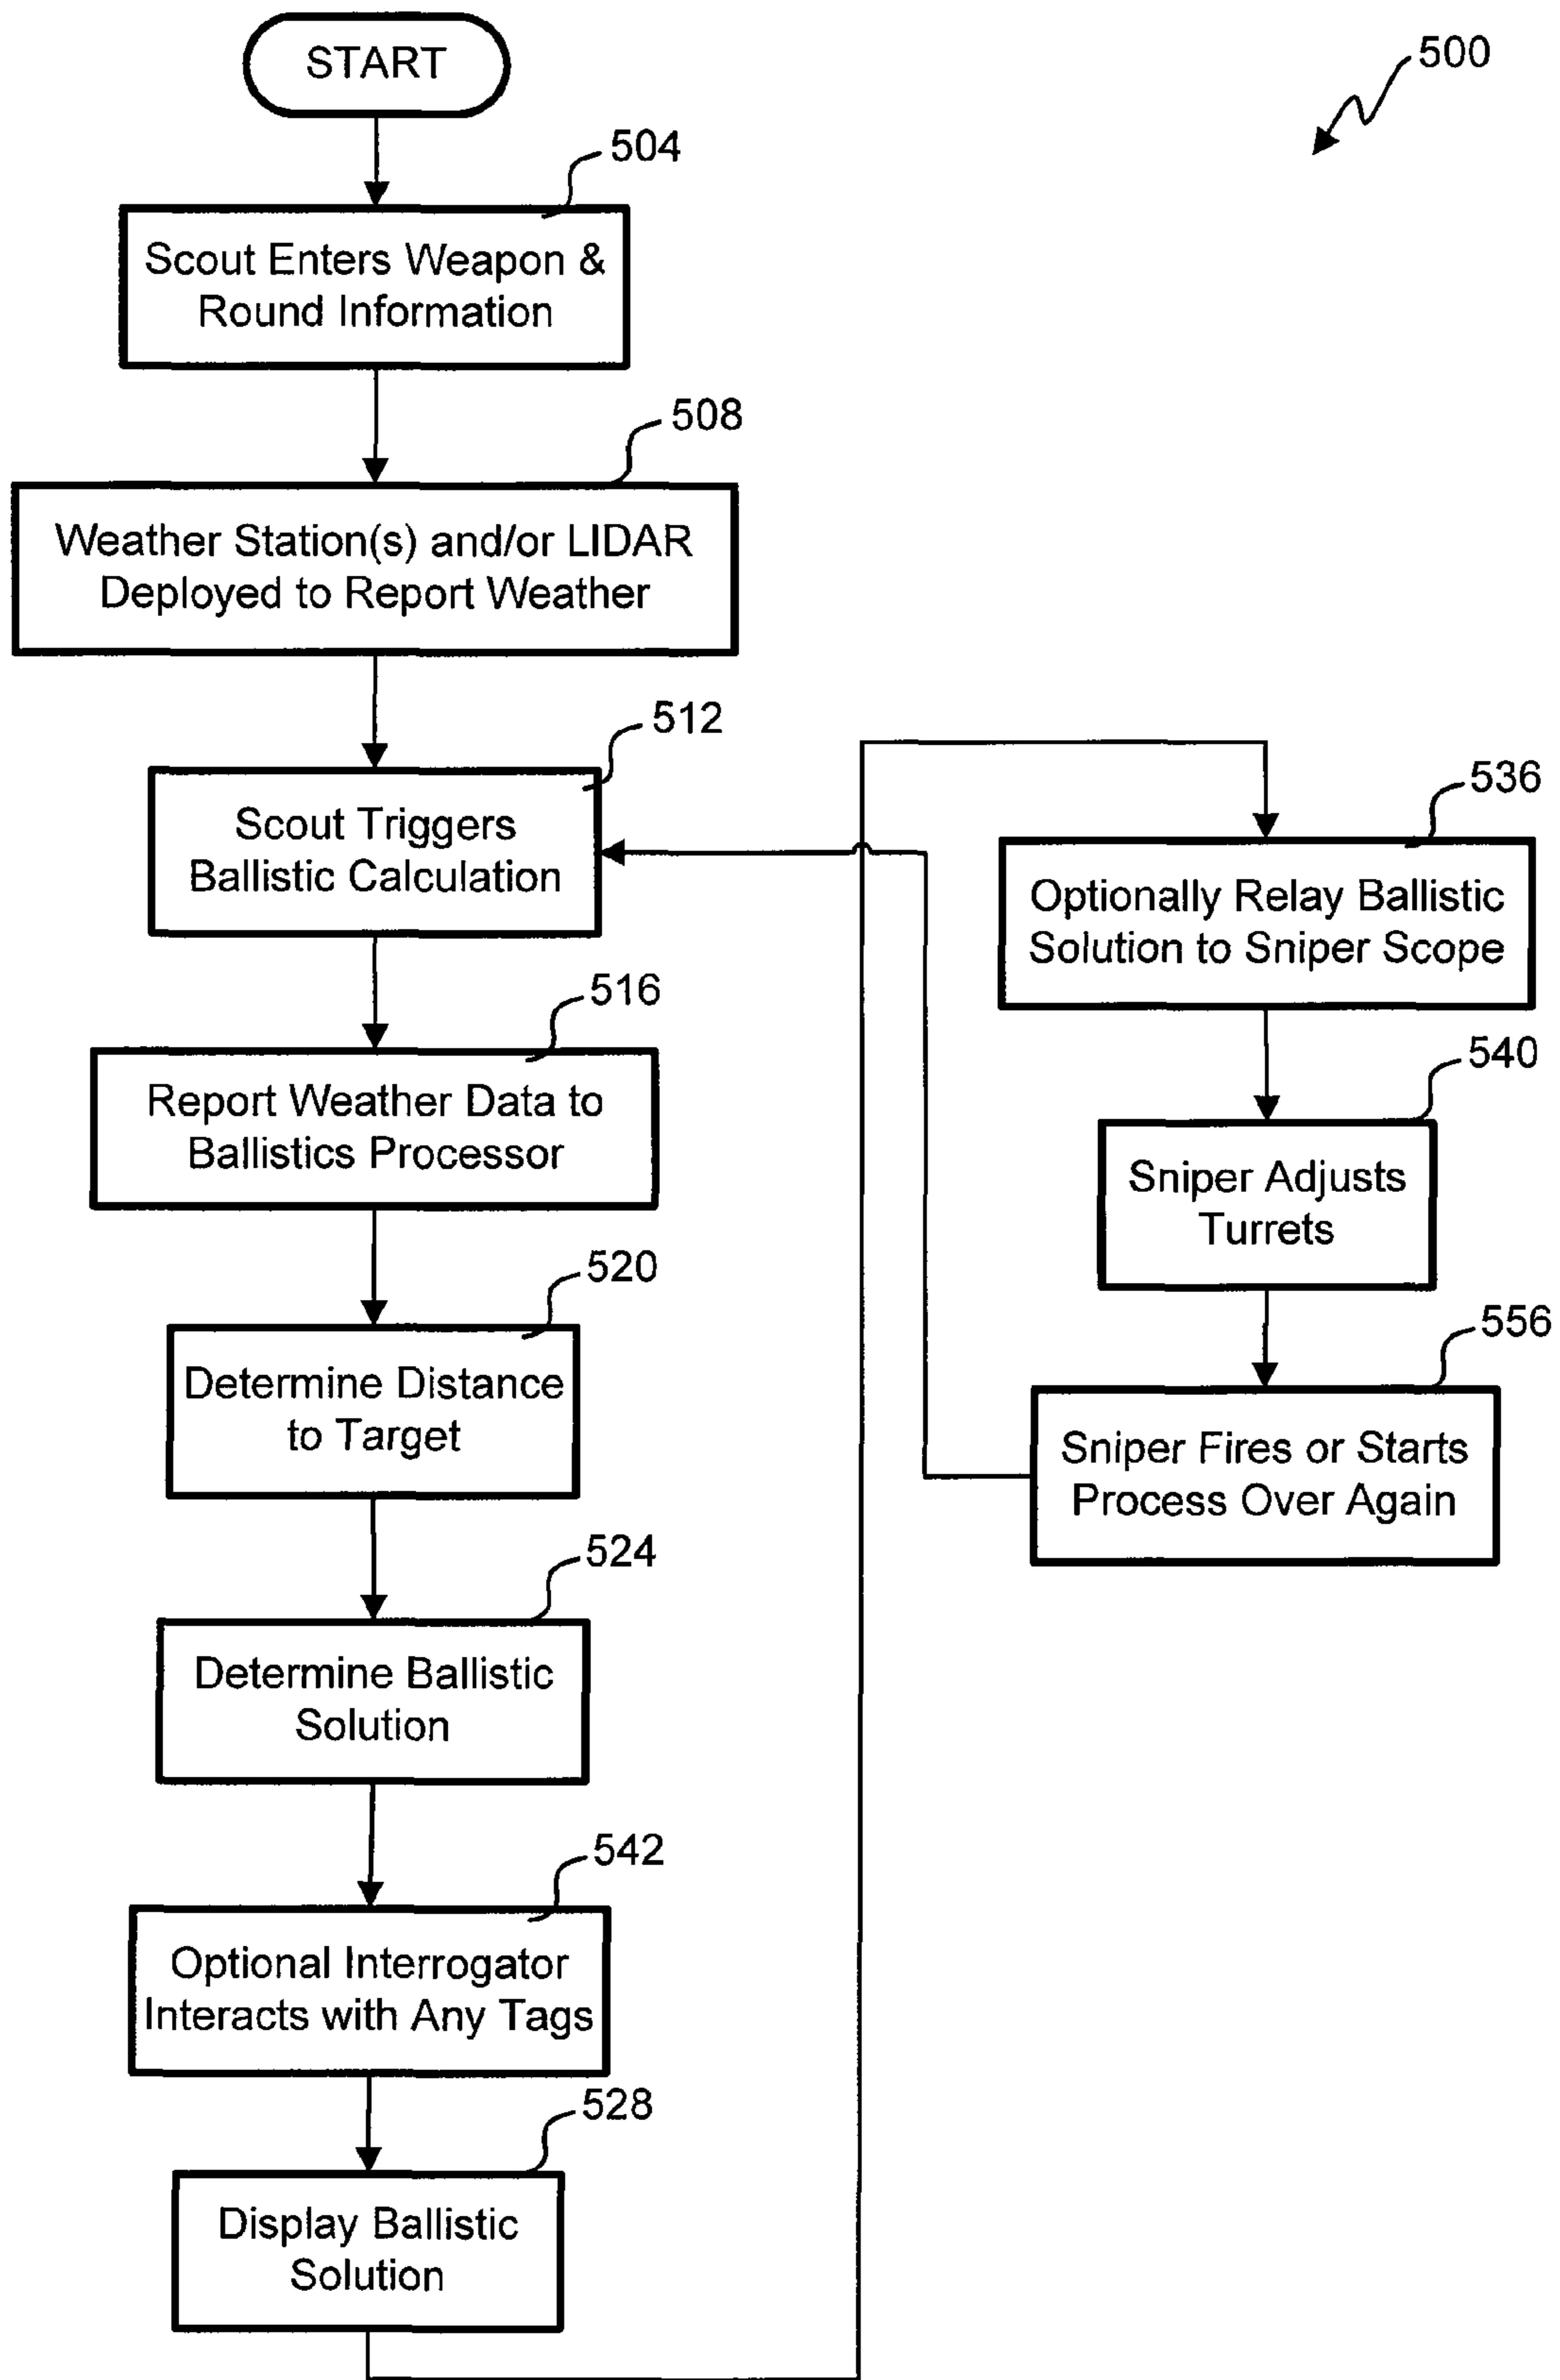 START
500
504
Scout Enters Weapon &
Round Information
508
Weather Station(s) and/or LIDAR
Deployed to Report Weather
512
Scout Triggers
Ballistic Calculation
516
Report Weather Data to
Ballistics Processor
520
Determine Distance
to Target
524
Determine Ballistic
Solution
542
Optional Interrogator
Interacts with Any Tags
528
Display Ballistic
Solution
536
Optionally Relay Ballistic
Solution to Sniper Scope
540
Sniper Adjusts
Turrets
556
Sniper Fires or Starts
Process Over Again